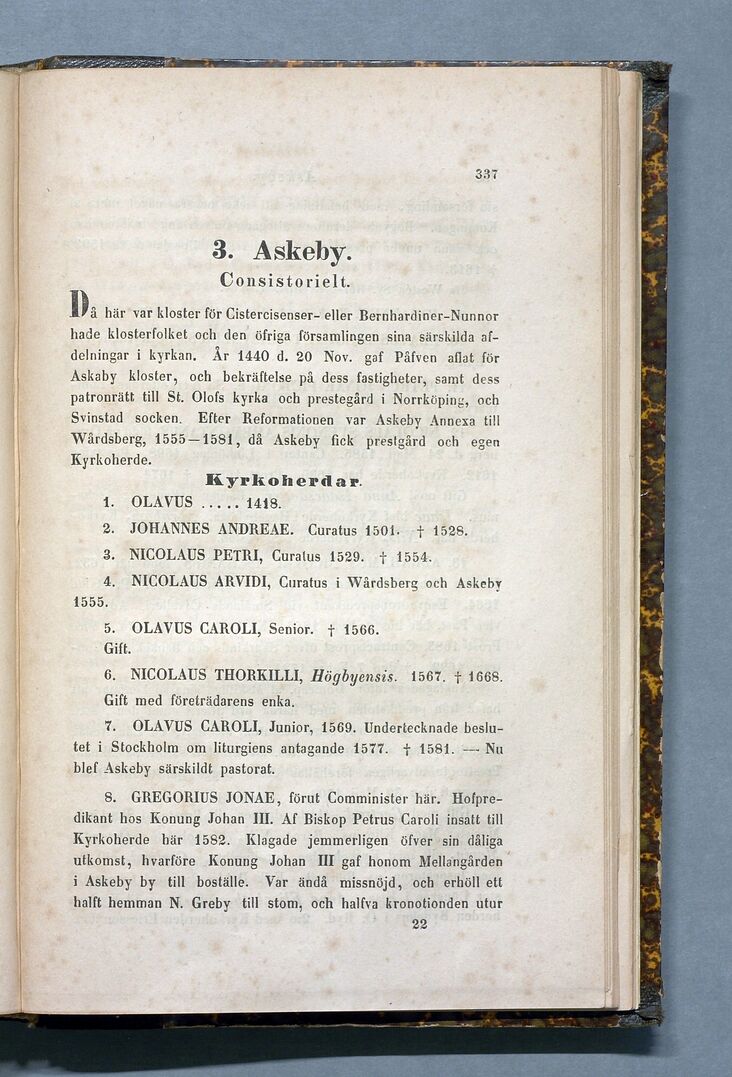 337
3. Askeby.
Consistorielt.
Då här var kloster för Cistercisenser- eller Bernhardiner-Nunnor
hade klosterfolket och den öfriga församlingen sina särskilda af-
delningar i kyrkan. År 1440 d. 20 Nov. gaf Påfven aflat för
Askaby kloster, och bekräftelse på dess fastigheter, samt dess
patronrätt till St. Olofs kyrka och prestegård i Norrköping, och
Svinstad socken. Efter Reformationen var Askeby Annexa till
Wårdsberg, 1555—1581, då Askeby fick prestgård och egen
Kyrkoherde.
Kyrkoherdar.
1. OLAVUS ..... 1418.
2. JOHANNES ANDREAE. Curatus 1501. † 1528.
3. NICOLAUS PETRI, Curatus 1529. † 1554.
4. NICOLAUS ARVIDI, Curatus i Wårdsberg och Askeby
1555.
5. OLAVUS CAROLI, Senior. † 1566.
Gift.
6. NICOLAUS THORKILLI, Högbyensis. 1567. † 1668.
Gift med företrädarens enka.
7. OLAVUS CAROLI, Junior, 1569. Undertecknade beslu-
tet i Stockholm om liturgiens antagande 1577. † 1581. — Nu
blef Askeby särskildt pastorat.
8. GREGORIUS JONAE, förut Comminister här. Hofpre-
dikant hos Konung Johan III. Af Biskop Petrus Caroli insatt till
Kyrkoherde här 1582. Klagade jemmerligen öfver sin dåliga
utkomst, hvarföre Konung Johan III gaf honom Mellangården
i Askeby by till boställe. Var ändå missnöjd, och erhöll ett
halft hemman N. Greby till stom, och halfva kronotionden utur
22